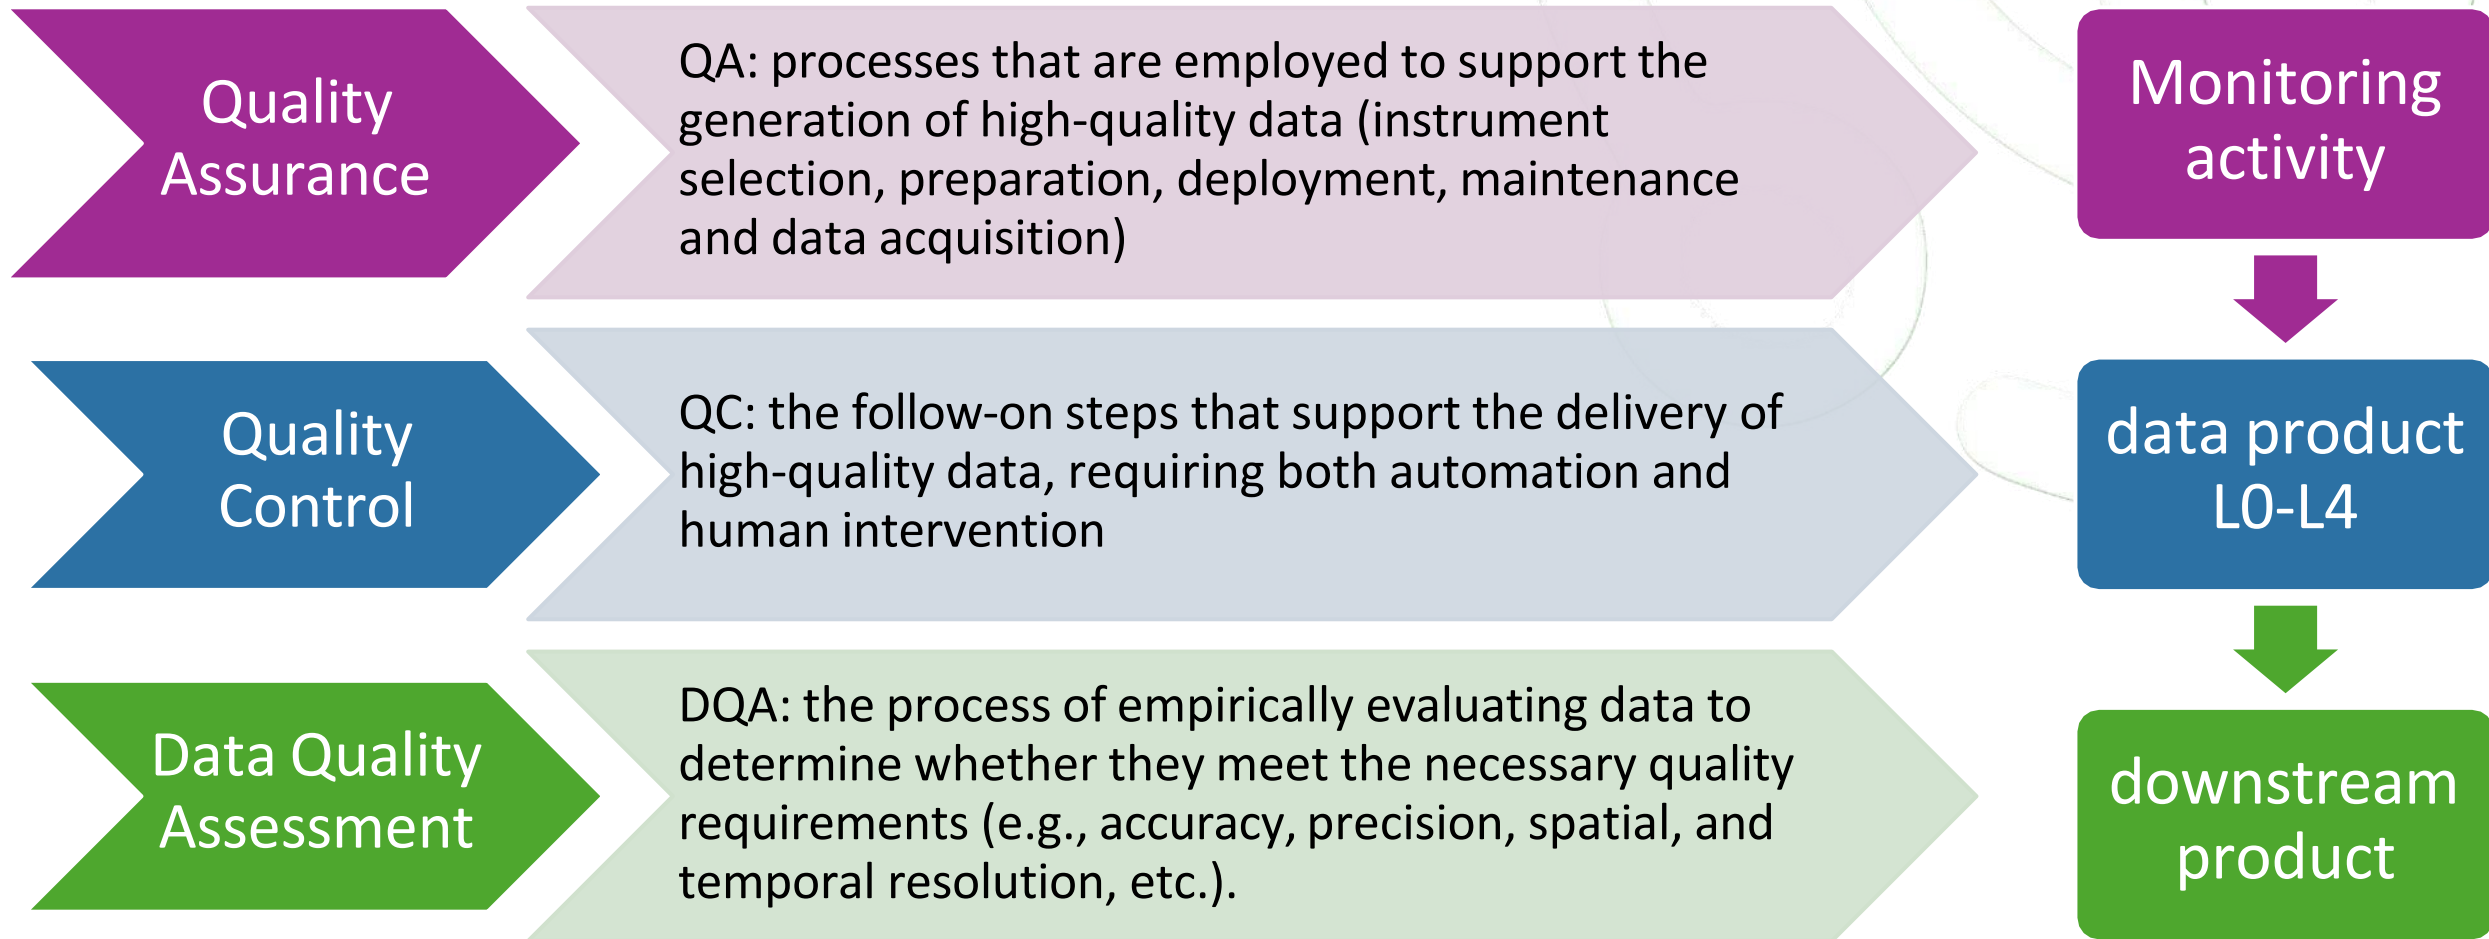 Quality
Assurance
QA: processes that are employed to support the
generation of high-quality data (instrument
selection, preparation, deployment, maintenance
and data acquisition)
Monitoring
activity
Quality
Control
QC: the follow-on steps that support the delivery of
high-quality data, requiring both automation and
human intervention
data product
L0-L4
Data Quality
Assessment
DQA: the process of empirically evaluating data to
determine whether they meet the necessary quality
requirements (e.g., accuracy, precision, spatial, and
temporal resolution, etc.).
downstream
product